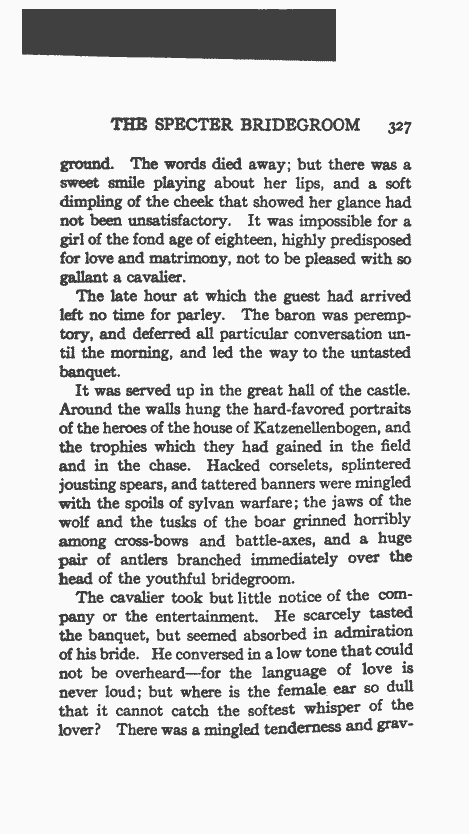 THE SPECTER BRIDEGROOM 327
ground. The words died away; but there was a
sweet smile playing about her lips, and a soft
dimpling of the cheek that showed her glance had
not been unsatisfactory. It was impossible for a
girl of the fond age of eighteen, highly predisposed
for love and matrimony, not to be pleased with so
gallant a cavalier.
The late hour at which the guest had arrived
left no time for parley. The baron was peremp-
tory, and deferred all particular conversation un-
til the morning, and led the way to the untasted
banquet.
It was served up in the great hall of the castle.
Around the walls hung the hard-favored portraits
of the heroes of the house of Katzenellenbogen, and
the trophies which they had gained in the field
and in the chase. Hacked corselets, splintered
jousting spears, and tattered banners were mingled
with the spoils of sylvan warfare; the jaws of the
wolf and the tusks of the boar grinned horribly
among cross-bows and battle-axes, and a huge
pair of antlers branched immediately over the
head of the youthful bridegroom.
The cavalier took but little notice of the com-
pany or the entertainment. He scarcely tasted
the banquet, but seemed absorbed in admiration
of his bride. He conversed in a low tone that could
not be overheard—for the language of love is
never loud; but where is the female ear so dull
that it cannot catch the softest whisper of the
lover? There was a mingled tenderness and grav-